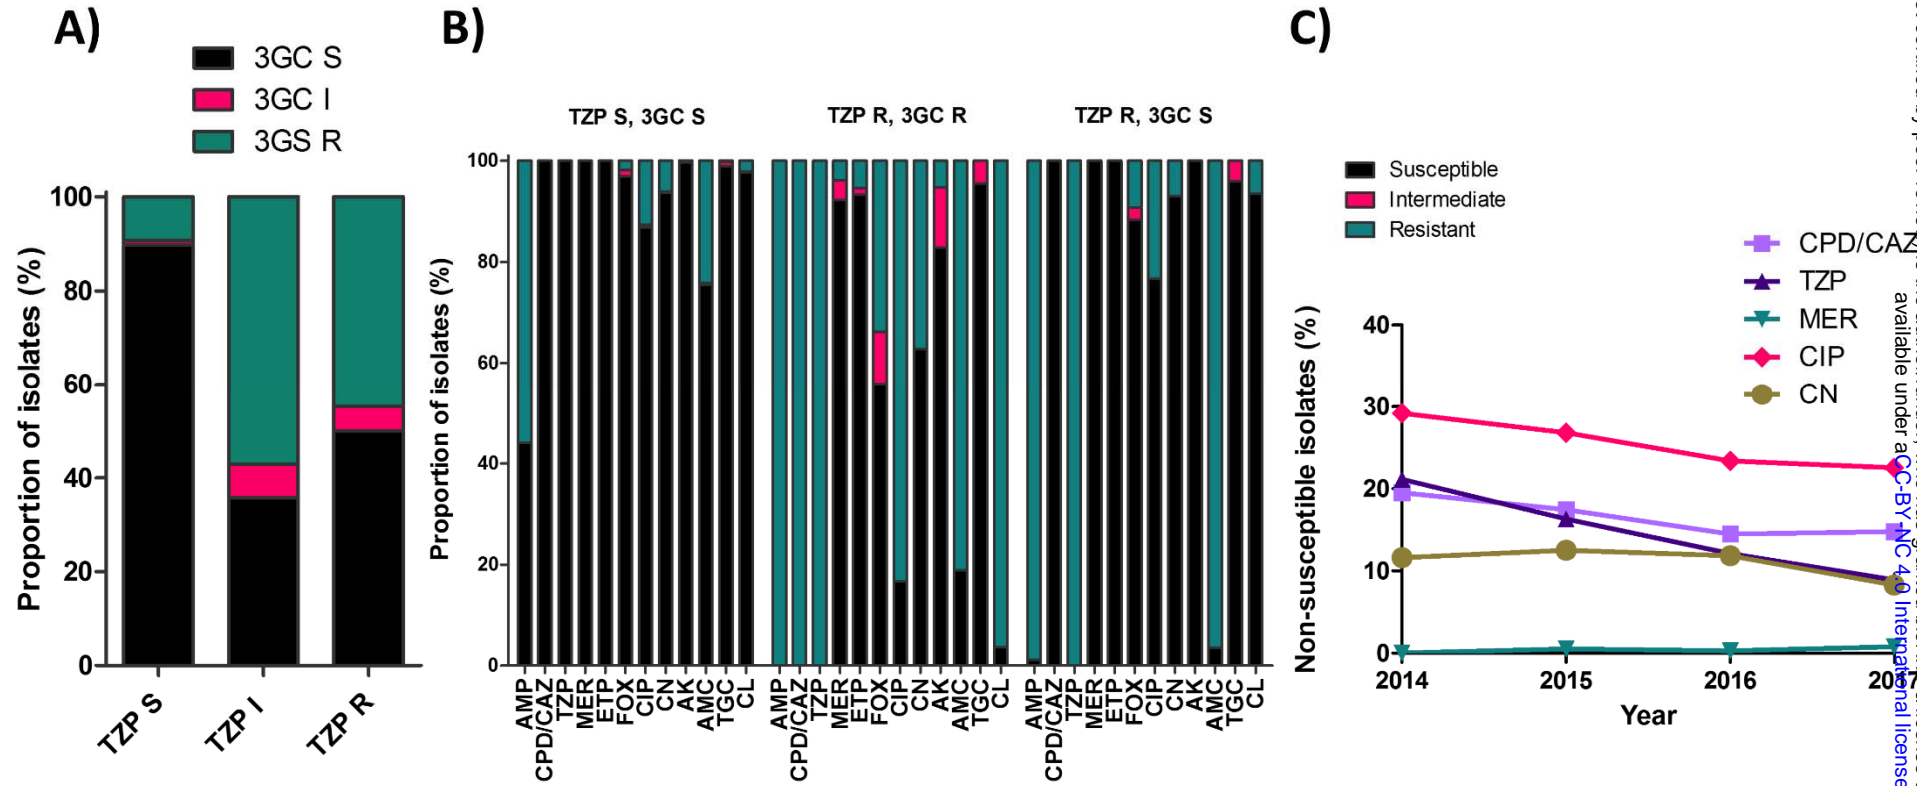 A)
3GC S
3GC I
3GS R
Proportion of isolates (%)
100
80
60
40
20
0
TZP S
TZP I
TZP R
B)
TZP S, 3GC S
TZP R, 3GC R
TZP R, 3GC S
Proportion of isolates (%)
100
80
60
40
20
0
AMP
CPD/CAZ
TZP
MER
ETP
FOX
CIP
CN
AK
AMC
TGC
CL
AMP
CPD/CAZ
TZP
MER
ETP
FOX
CIP
CN
AK
AMC
TGC
CL
AMP
CPD/CAZ
TZP
MER
ETP
FOX
CIP
CN
AK
AMC
TGC
CL
Susceptible
Intermediate
Resistant
C)
CPD/CAZ
TZP
MER
CIP
CN
Non-susceptible isolates (%)
40
30
20
10
0
2014
2015
2016
2017
Year
available under a CC-BY-NC 4.0 International license